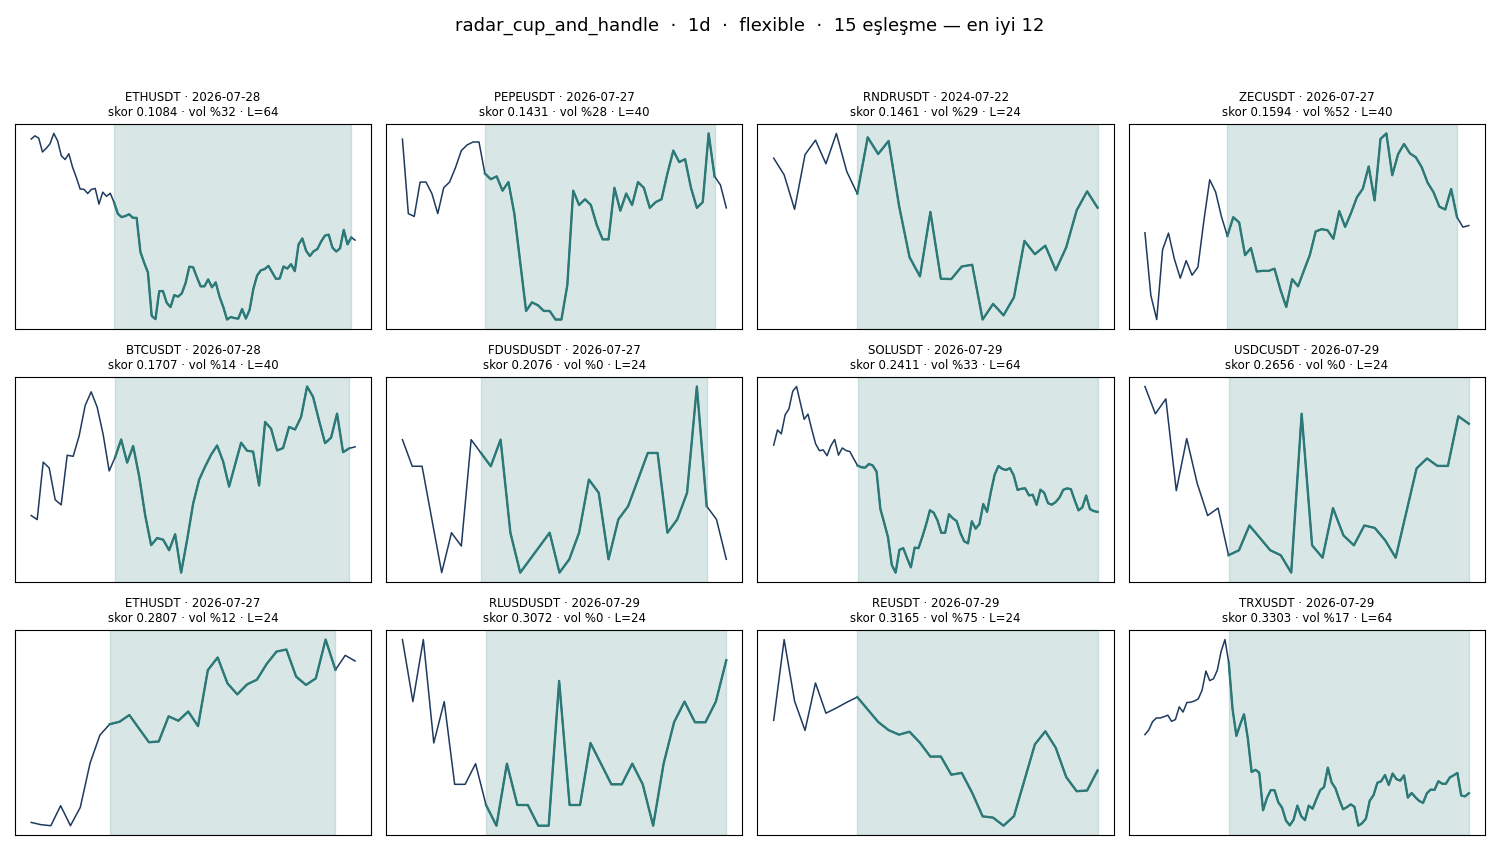 radar_cup_and_handle · 1d · flexible · 15 eşleşme — en iyi 12
ETHUSDT · 2026-07-28
skor 0.1084 · vol %32 · L=64
PEPEUSDT · 2026-07-27
skor 0.1431 · vol %28 · L=40
RNDRUSDT · 2024-07-22
skor 0.1461 · vol %29 · L=24
ZECUSDT · 2026-07-27
skor 0.1594 · vol %52 · L=40
BTCUSDT · 2026-07-28
skor 0.1707 · vol %14 · L=40
FDUSDUSDT · 2026-07-27
skor 0.2076 · vol %0 · L=24
SOLUSDT · 2026-07-29
skor 0.2411 · vol %33 · L=64
USDCUSDT · 2026-07-29
skor 0.2656 · vol %0 · L=24
ETHUSDT · 2026-07-27
skor 0.2807 · vol %12 · L=24
RLUSDUSDT · 2026-07-29
skor 0.3072 · vol %0 · L=24
REUSDT · 2026-07-29
skor 0.3165 · vol %75 · L=24
TRXUSDT · 2026-07-29
skor 0.3303 · vol %17 · L=64